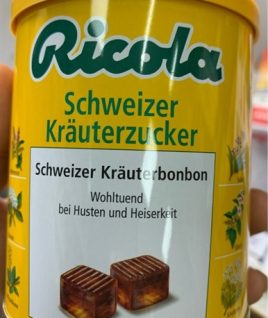 Ricola
Schweizer
Kräuterzucker
Schweizer Kräuterbonbon
Wohltuend
bei Husten und Heiserkeit